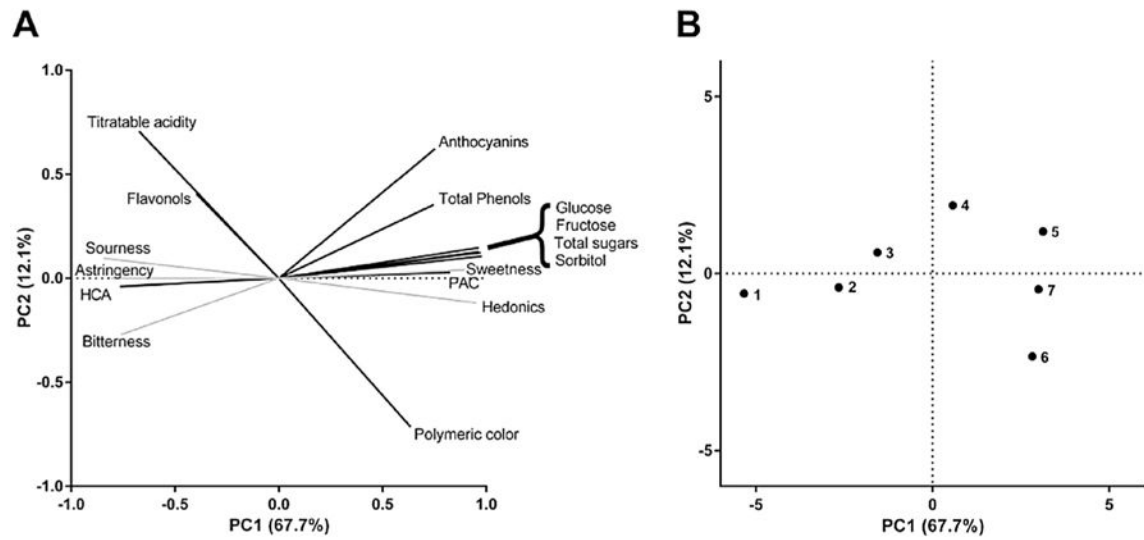 A
1.0
0.5
0.0
-0.5
-1.0
PC2 (12.1%)
Titratable acidity
Flavonols
Sourness
Astringency
HCA
Bitterness
Anthocyanins
Total Phenols
Glucose
Fructose
Total sugars
Sorbitol
Sweetness
PAC
Hedonics
Polymeric color
-1.0 -0.5 0.0 0.5 1.0
PC1 (67.7%)
B
5
0
-5
PC2 (12.1%)
1
2
3
4
5
7
6
-5 0 5
PC1 (67.7%)